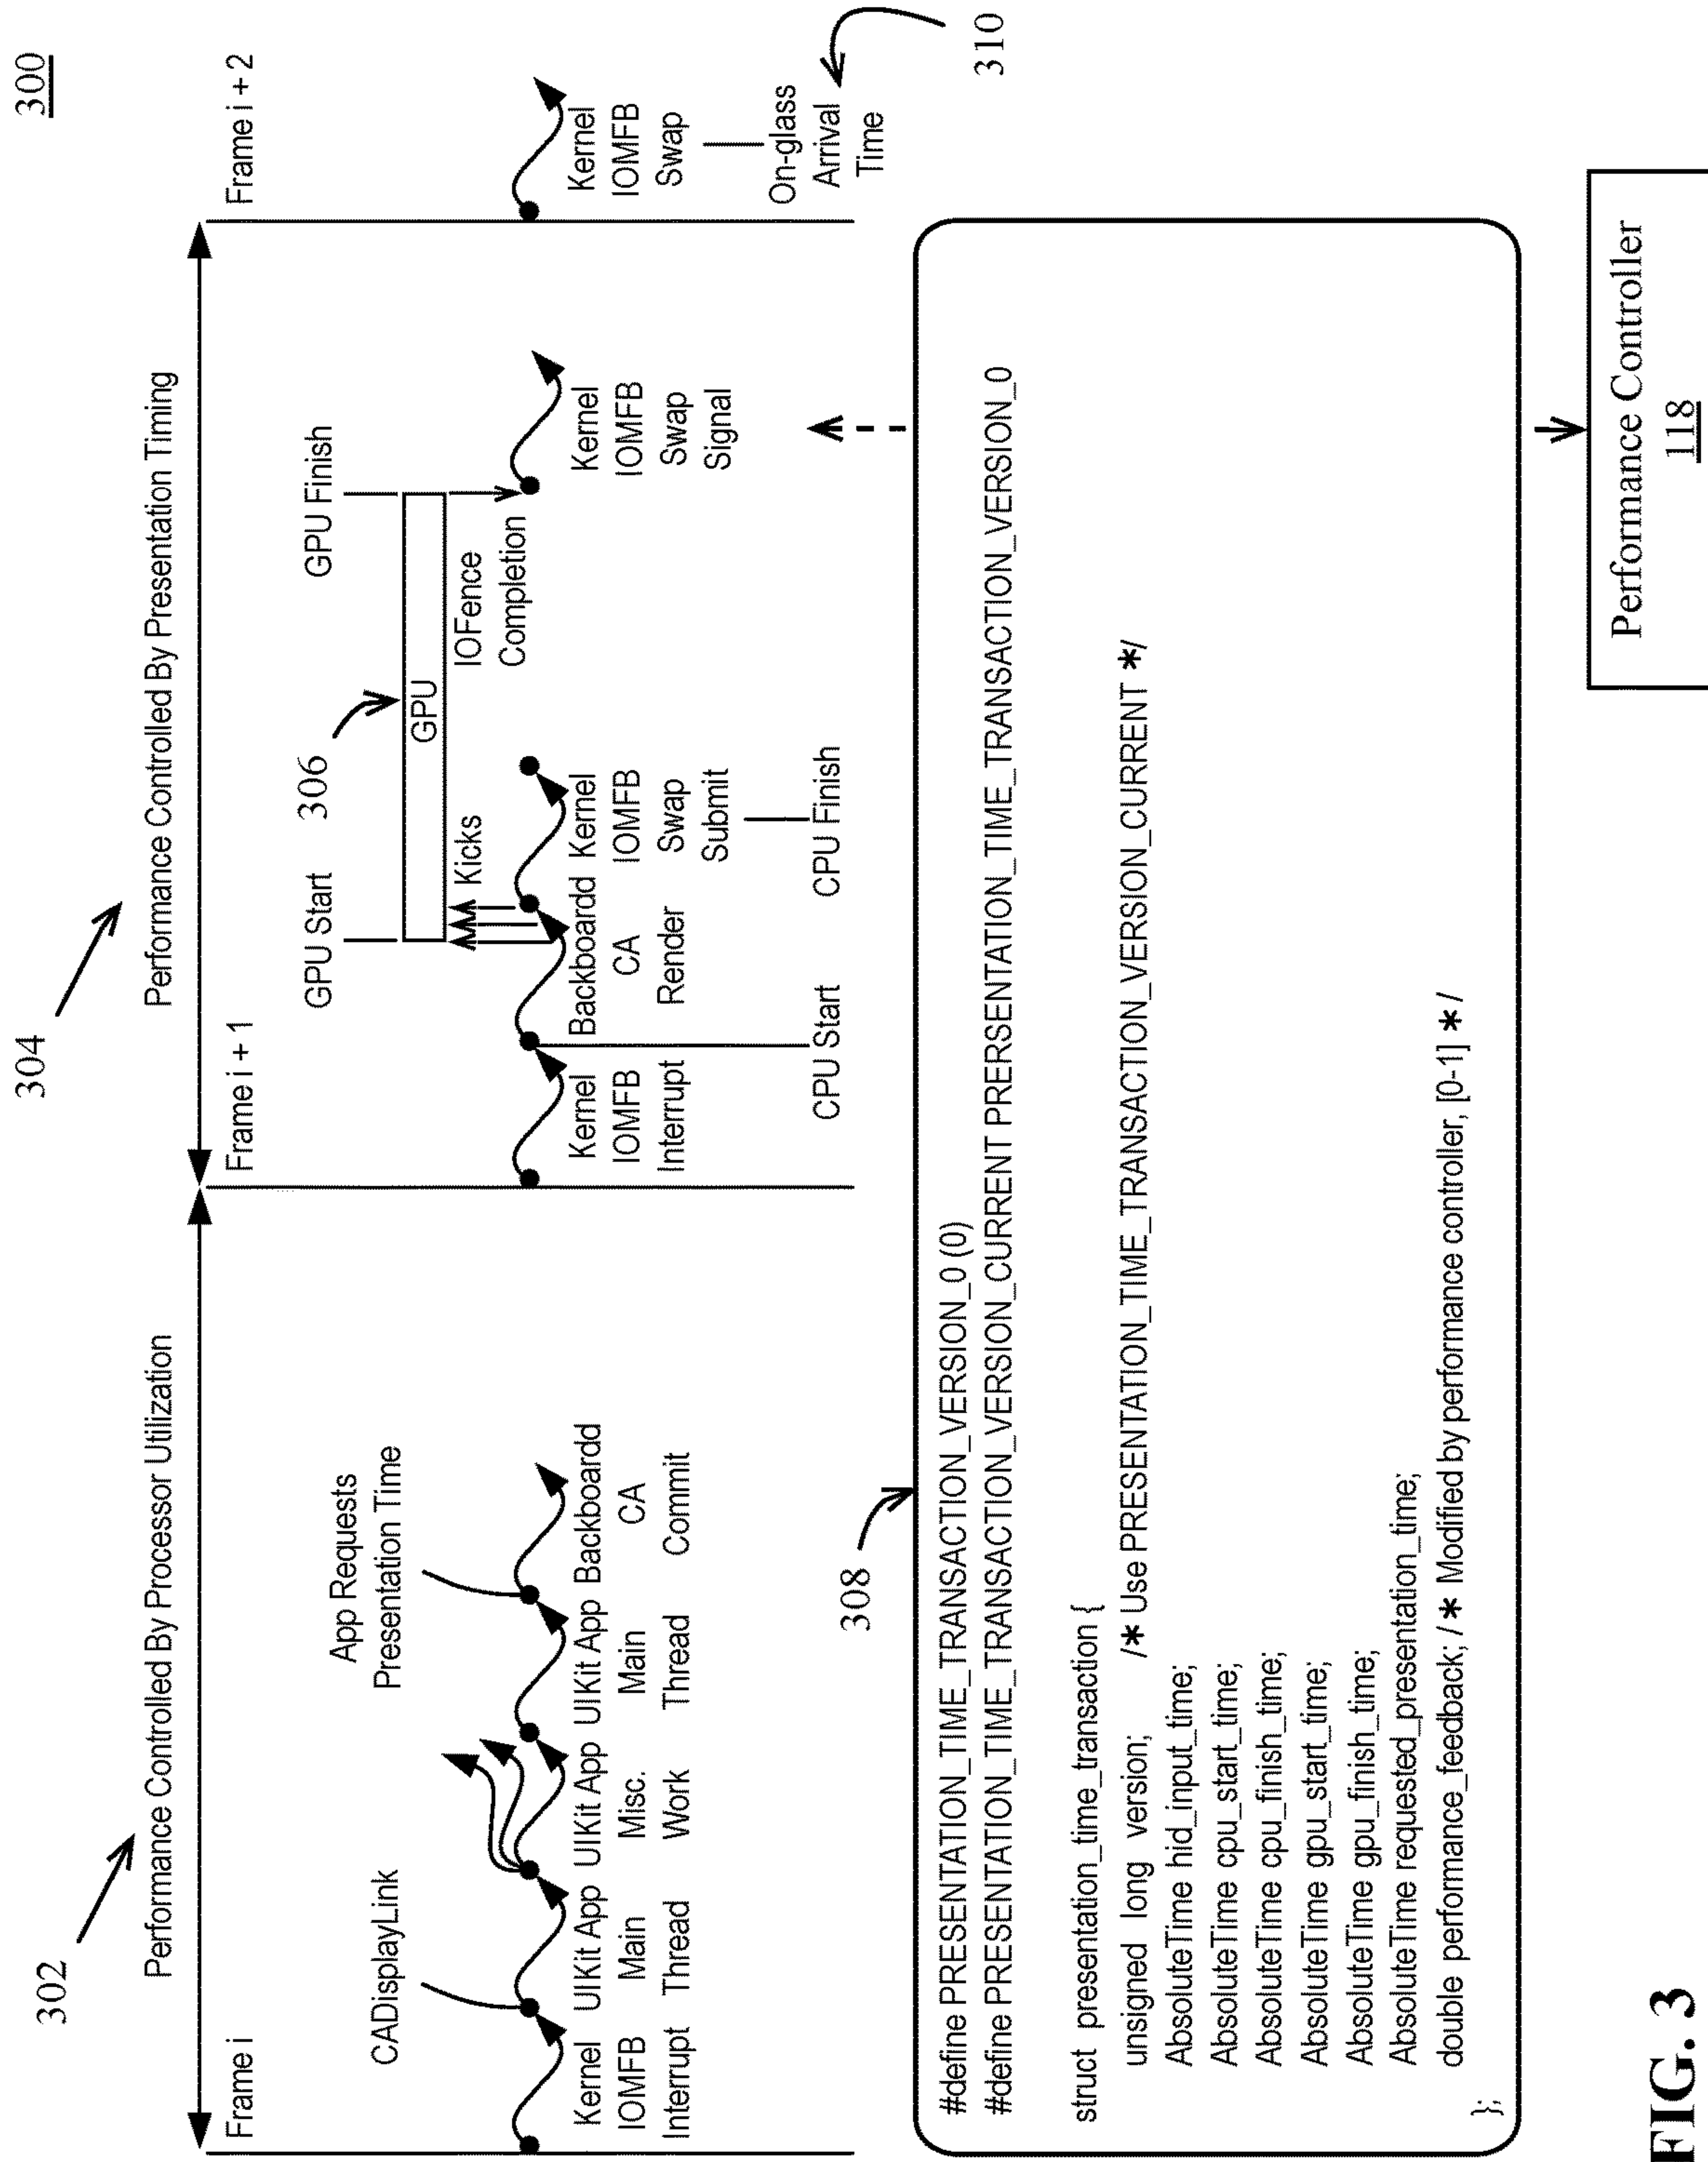 300
302
304
Performance Controlled By Processor Utilization
Performance Controlled By Presentation Timing
Frame i
Frame i + 1
Frame i + 2
CADisplayLink
App Requests
Presentation Time
Kernel
IOMFB
Interrupt
UIKit App
Main
Thread
UIKit App
Misc.
Work
UIKit App
Main
Thread
Backboardd
CA
Commit
GPU Start
306
GPU Finish
GPU
Kicks
IOFence
Completion
Kernel
IOMFB
Interrupt
Backboardd
CA
Render
Kernel
IOMFB
Swap
Submit
Kernel
IOMFB
Swap
Signal
CPU Start
CPU Finish
Kernel
IOMFB
Swap
On-glass
Arrival
Time
310
308
#define PRESENTATION_TIME_TRANSACTION_VERSION_0 (0)
#define PRESENTATION_TIME_TRANSACTION_VERSION_CURRENT PRERSENTATION_TIME_TRANSACTION_VERSION_0
struct presentation_time_transaction {
unsigned long version; /* Use PRESENTATION_TIME_TRANSACTION_VERSION_CURRENT */
AbsoluteTime hid_input_time;
AbsoluteTime cpu_start_time;
AbsoluteTime cpu_finish_time;
AbsoluteTime gpu_start_time;
AbsoluteTime gpu_finish_time;
AbsoluteTime requested_presentation_time;
double performance_feedback; / * Modified by performance controller, [0-1] * /
};
Performance Controller
118
FIG. 3